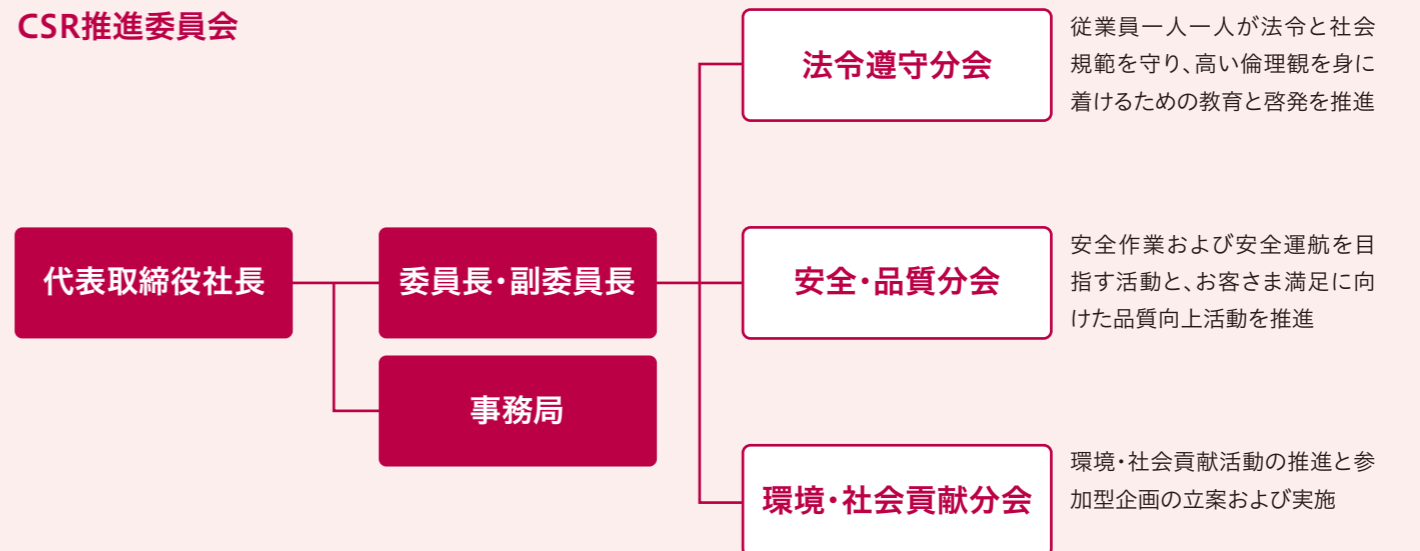 CSR推進委員会
代表取締役社長
委員長・副委員長
事務局
法令遵守分会
従業員一人一人が法令と社会
規範を守り、高い倫理観を身に
着けるための教育と啓発を推進
安全・品質分会
安全作業および安全運航を目
指す活動と、お客さま満足に向
けた品質向上活動を推進
環境・社会貢献分会
環境・社会貢献活動の推進と参
加型企画の立案および実施